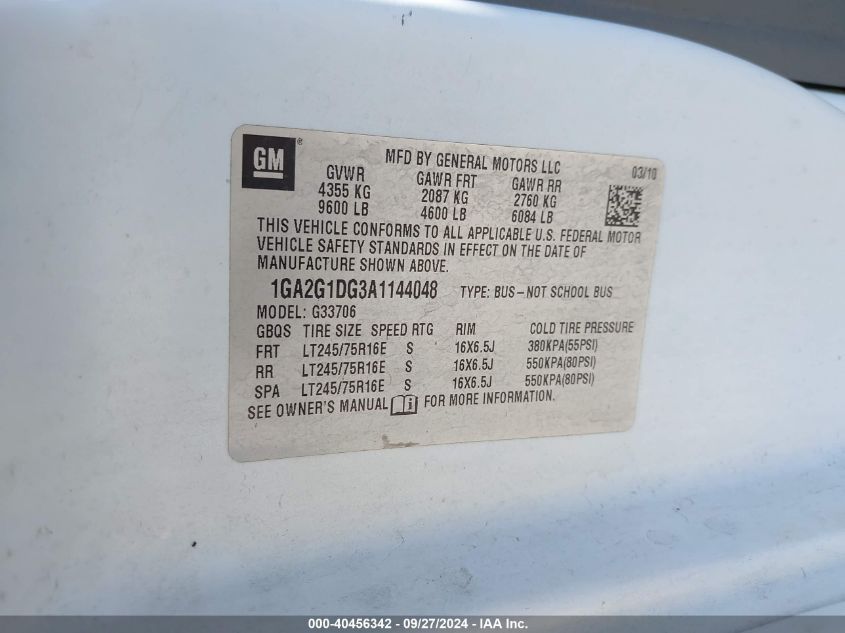 GM ®
MFD BY GENERAL MOTORS LLC 03/10
GVWR GAWR FRT GAWR RR
4355 KG 2087 KG 2760 KG
9600 LB 4600 LB 6084 LB
THIS VEHICLE CONFORMS TO ALL APPLICABLE U.S. FEDERAL MOTOR
VEHICLE SAFETY STANDARDS IN EFFECT ON THE DATE OF
MANUFACTURE SHOWN ABOVE.
1GA2G1DG3A1144048 TYPE: BUS-NOT SCHOOL BUS
MODEL: G33706
GBQS TIRE SIZE SPEED RTG RIM COLD TIRE PRESSURE
FRT LT245/75R16E S 16X6.5J 380KPA(55PSI)
RR LT245/75R16E S 16X6.5J 550KPA(80PSI)
SPA LT245/75R16E S 16X6.5J 550KPA(80PSI)
SEE OWNER'S MANUAL i FOR MORE INFORMATION.
000-40456342 - 09/27/2024 - IAA Inc.